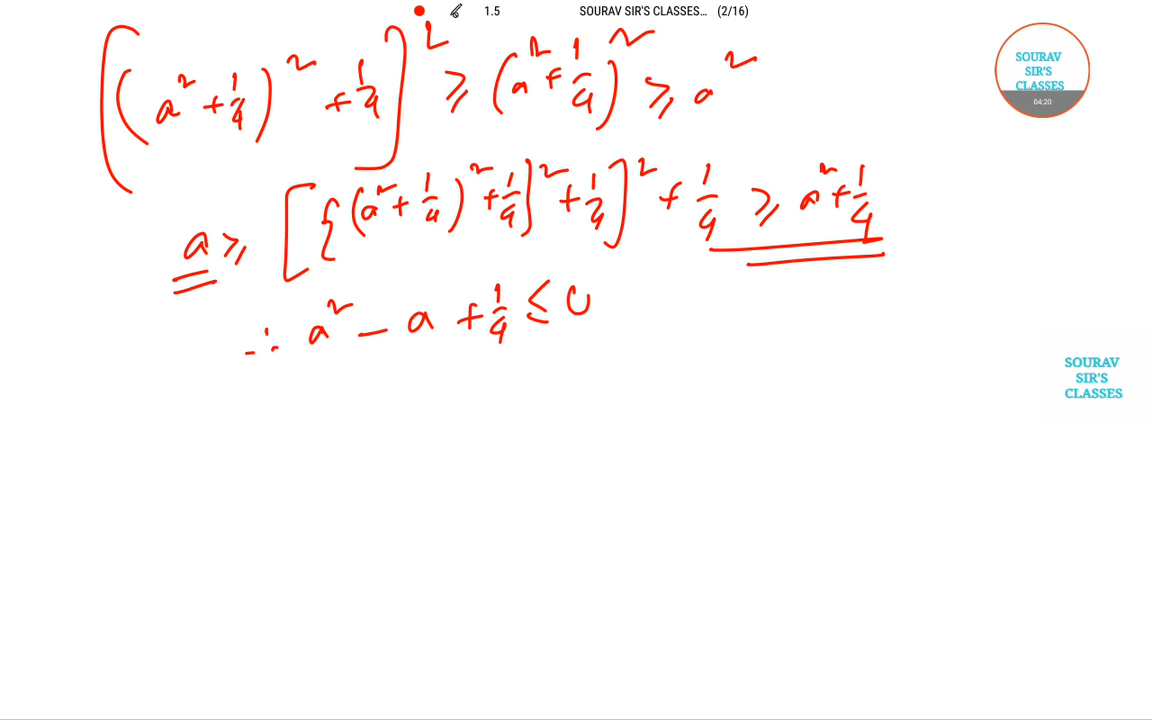 1.5 SOURAV SIR'S CLASSES... (2/16)
[(a² + 1/4)² + 1/4]² ≥ (a² + 1/4)² ≥ a²
SOURAV
SIR'S
CLASSES
04:20
a ≥ [{(a² + 1/4)² + 1/4}² + 1/4]² + 1/4 ≥ a² + 1/4
∴ a² - a + 1/4 ≤ 0
SOURAV
SIR'S
CLASSES